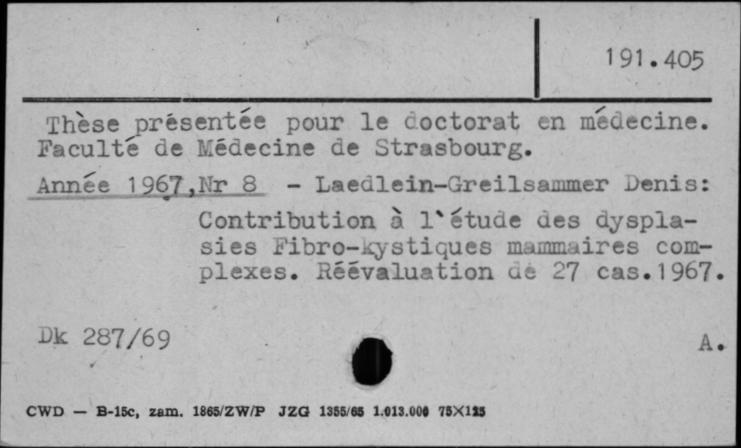 191.405
Thèse présentée pour le doctorat en médecine.
Faculté de Médecine de Strasbourg.
Année 1967,Nr 8 - Laedlein-Greilsammer Denis:
Contribution à l'étude des dyspla-
sies Fibro-kystiques mammaires com-
plexes. Réévaluation de 27 cas.1967.
Dk 287/69
A.
CWD — B-15c, zam. 1865/ZW/P JZG 1355/65 1.013.000 75X125